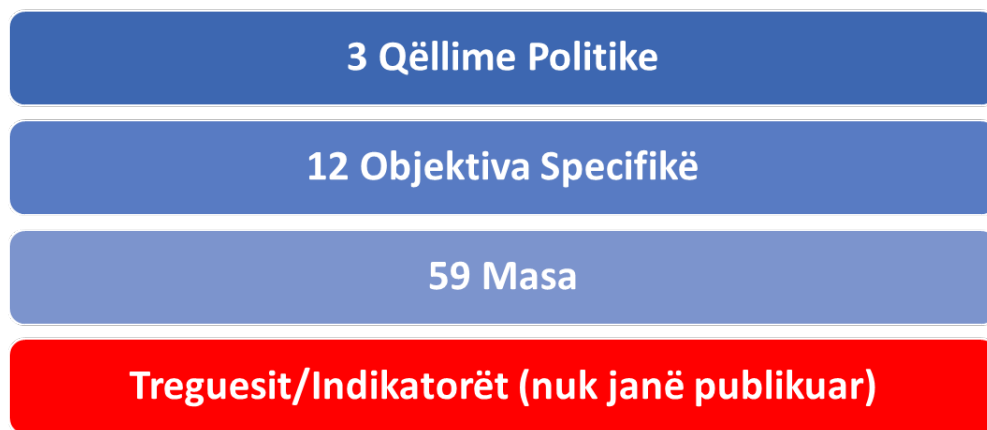 3 Qëllime Politike
12 Objektiva Specifikë
59 Masa
Treguesit/Indikatorët (nuk janë publikuar)